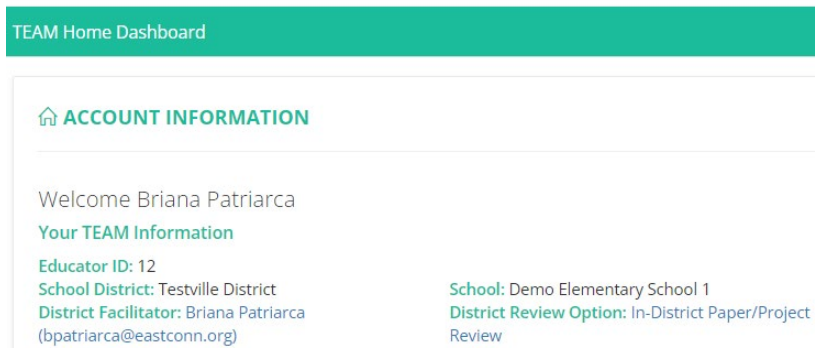 TEAM Home Dashboard
ACCOUNT INFORMATION
Welcome Briana Patriarca
Your TEAM Information
Educator ID: 12
School District: Testville District
District Facilitator: Briana Patriarca
(bpatriarca@eastconn.org)
School: Demo Elementary School 1
District Review Option: In-District Paper/Project
Review